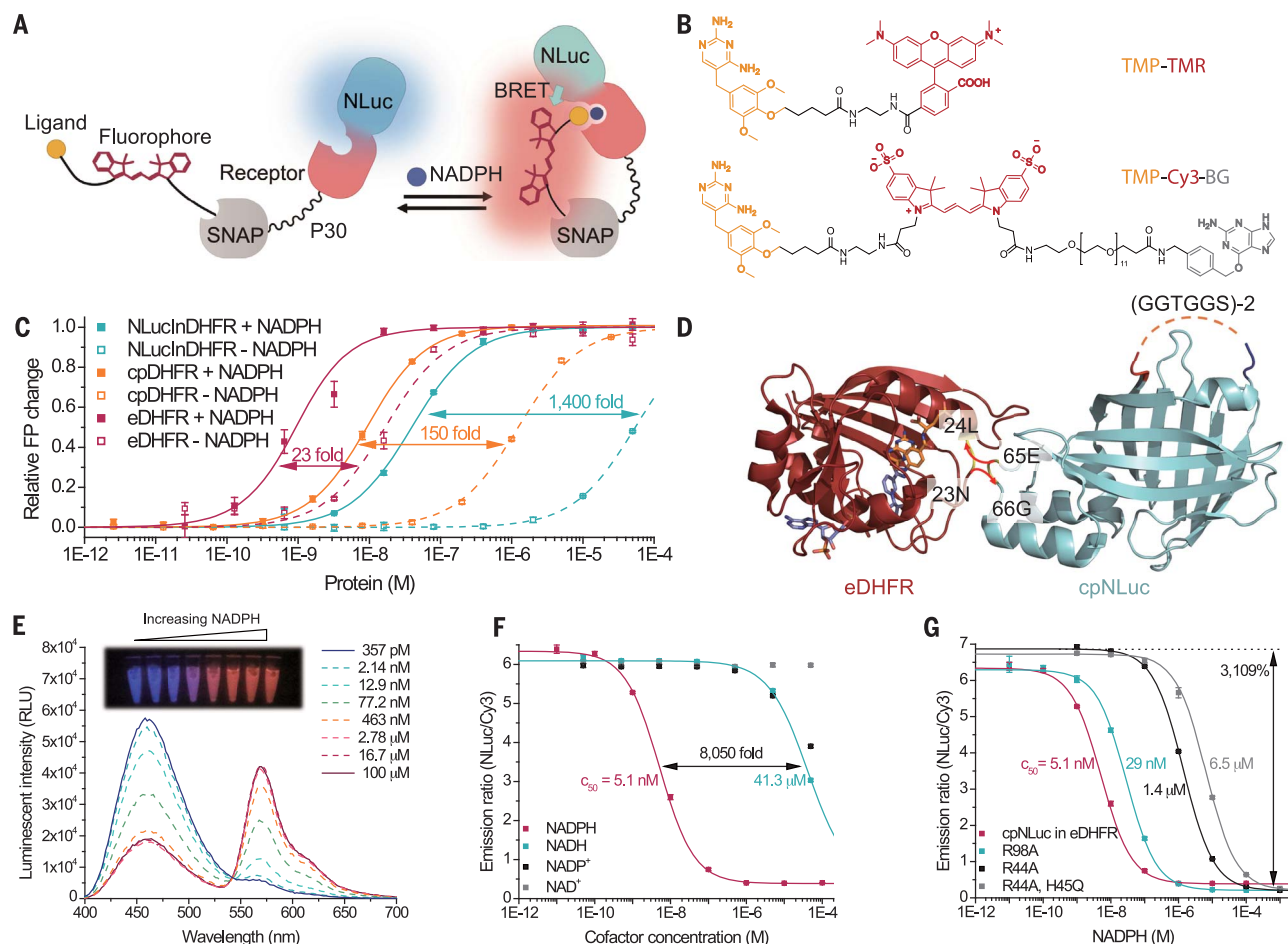 A
NLuc
Ligand
Fluorophore
Receptor
SNAP
P30
NADPH
NLuc
BRET
SNAP
B
NH₂
N
N
NH₂
O
O
O
O
N
H
H
N
O
N
O
N⁺
COOH
TMP-TMR
NH₂
N
N
NH₂
O
O
O
O
N
H
H
N
O
⁻O
O=S=O
O⁻
O=S=O
N⁺
N
TMP-Cy3-BG
O
N
H
O
O
11
O
O
N
H
H₂N
N
N
H
N
N
O
C
NLucInDHFR + NADPH
NLucInDHFR - NADPH
cpDHFR + NADPH
cpDHFR - NADPH
eDHFR + NADPH
eDHFR - NADPH
1,400 fold
150 fold
23 fold
Relative FP change
1.0
0.8
0.6
0.4
0.2
0.0
1E-12 1E-10 1E-9 1E-8 1E-7 1E-6 1E-5 1E-4
Protein (M)
D
(GGTGGS)-2
24L
65E
23N
66G
eDHFR
cpNLuc
E
Increasing NADPH
Luminescent intensity (RLU)
8x10⁴
7x10⁴
6x10⁴
5x10⁴
4x10⁴
3x10⁴
2x10⁴
1x10⁴
0
357 pM
2.14 nM
12.9 nM
77.2 nM
463 nM
2.78 µM
16.7 µM
100 µM
400 450 500 550 600 650 700
Wavelength (nm)
F
Emission ratio (NLuc/Cy3)
7
6
5
4
3
2
1
0
8,050 fold
c₅₀ = 5.1 nM
41.3 µM
NADPH
NADH
NADP⁺
NAD⁺
1E-12 1E-10 1E-8 1E-6 1E-4
Cofactor concentration (M)
G
Emission ratio (NLuc/Cy3)
7
6
5
4
3
2
1
0
3,109%
c₅₀ = 5.1 nM
29 nM
1.4 µM
6.5 µM
cpNLuc in eDHFR
R98A
R44A
R44A, H45Q
1E-12 1E-10 1E-8 1E-6 1E-4
NADPH (M)